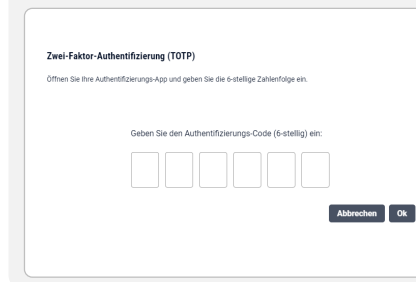 Zwei-Faktor-Authentifizierung (TOTP)
Öffnen Sie Ihre Authentifizierungs-App und geben Sie die 6-stellige Zahlenfolge ein.
Geben Sie den Authentifizierungs-Code (6-stellig) ein:
Abbrechen Ok